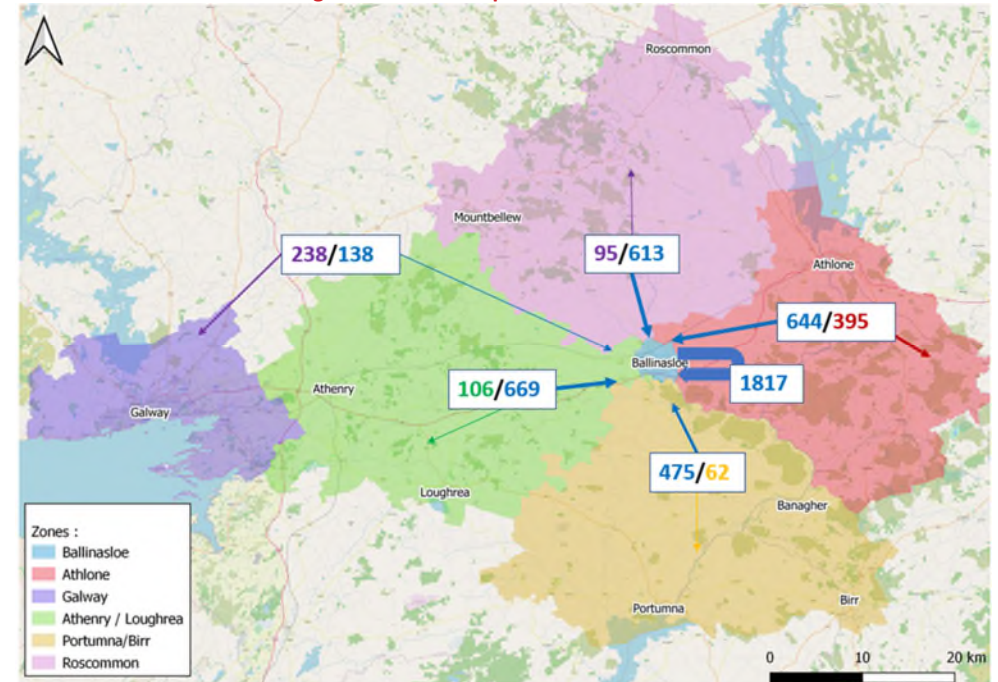 Roscommon
Mountbellew
238/138
95/613
Athlone
644/395
Ballinasloe
1817
Athenry
106/669
Galway
475/62
Loughrea
Banagher
Portumna
Birr
Zones :
Ballinasloe
Athlone
Galway
Athenry / Loughrea
Portumna/Birr
Roscommon
0 10 20 km